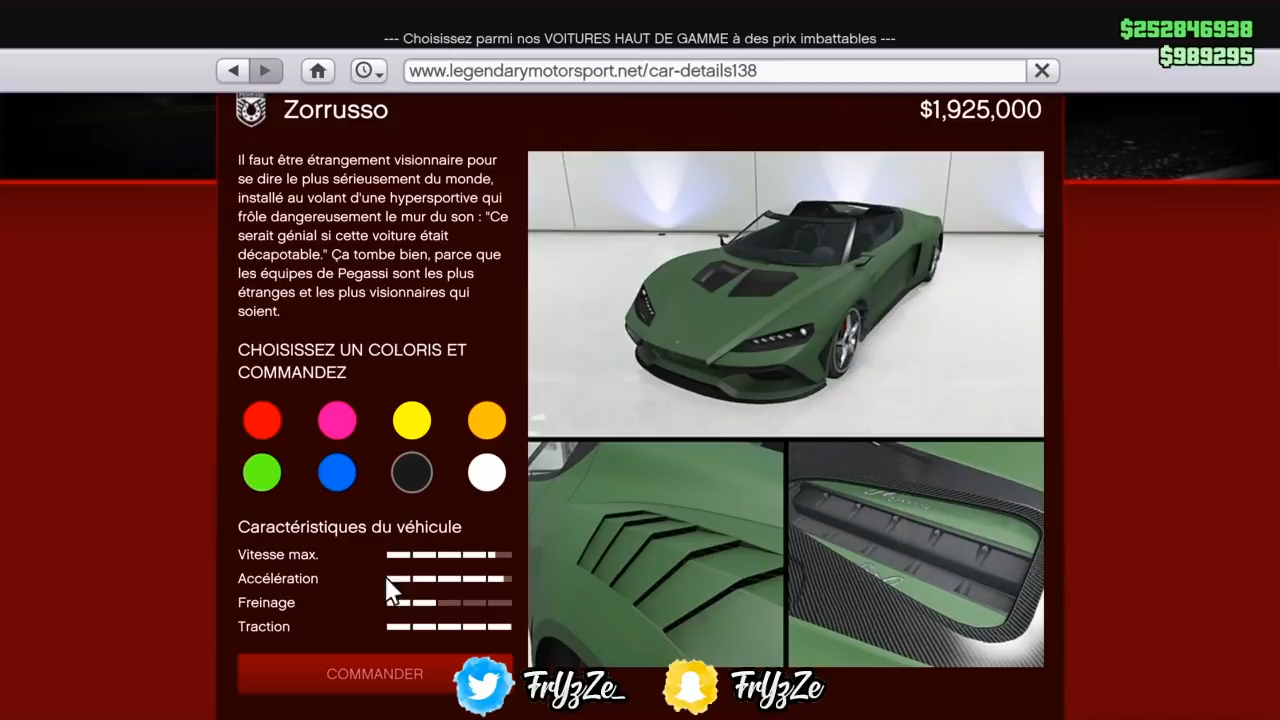 $252846938
--- Choisissez parmi nos VOITURES HAUT DE GAMME à des prix imbattables ---
$989295
www.legendarymotorsport.net/car-details138
Zorrusso
$1,925,000
Il faut être étrangement visionnaire pour
se dire le plus sérieusement du monde,
installé au volant d'une hypersportive qui
frôle dangereusement le mur du son : "Ce
serait génial si cette voiture était
décapotable." Ça tombe bien, parce que
les équipes de Pegassi sont les plus
étranges et les plus visionnaires qui
soient.
CHOISISSEZ UN COLORIS ET
COMMANDEZ
Caractéristiques du véhicule
Vitesse max.
Accélération
Freinage
Traction
COMMANDER
FrYzZe_
FrYzZe